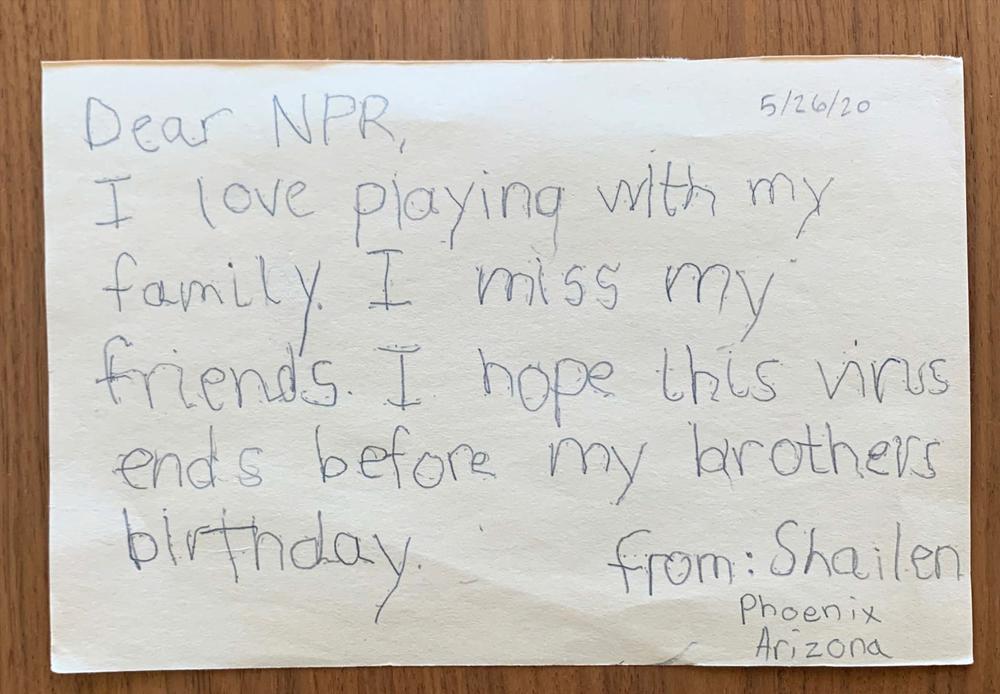 5/26/20
Dear NPR,
I love playing with my
family. I miss my
friends. I hope this virus
ends before my brothers
birthday.
from: Shailen
Phoenix
Arizona